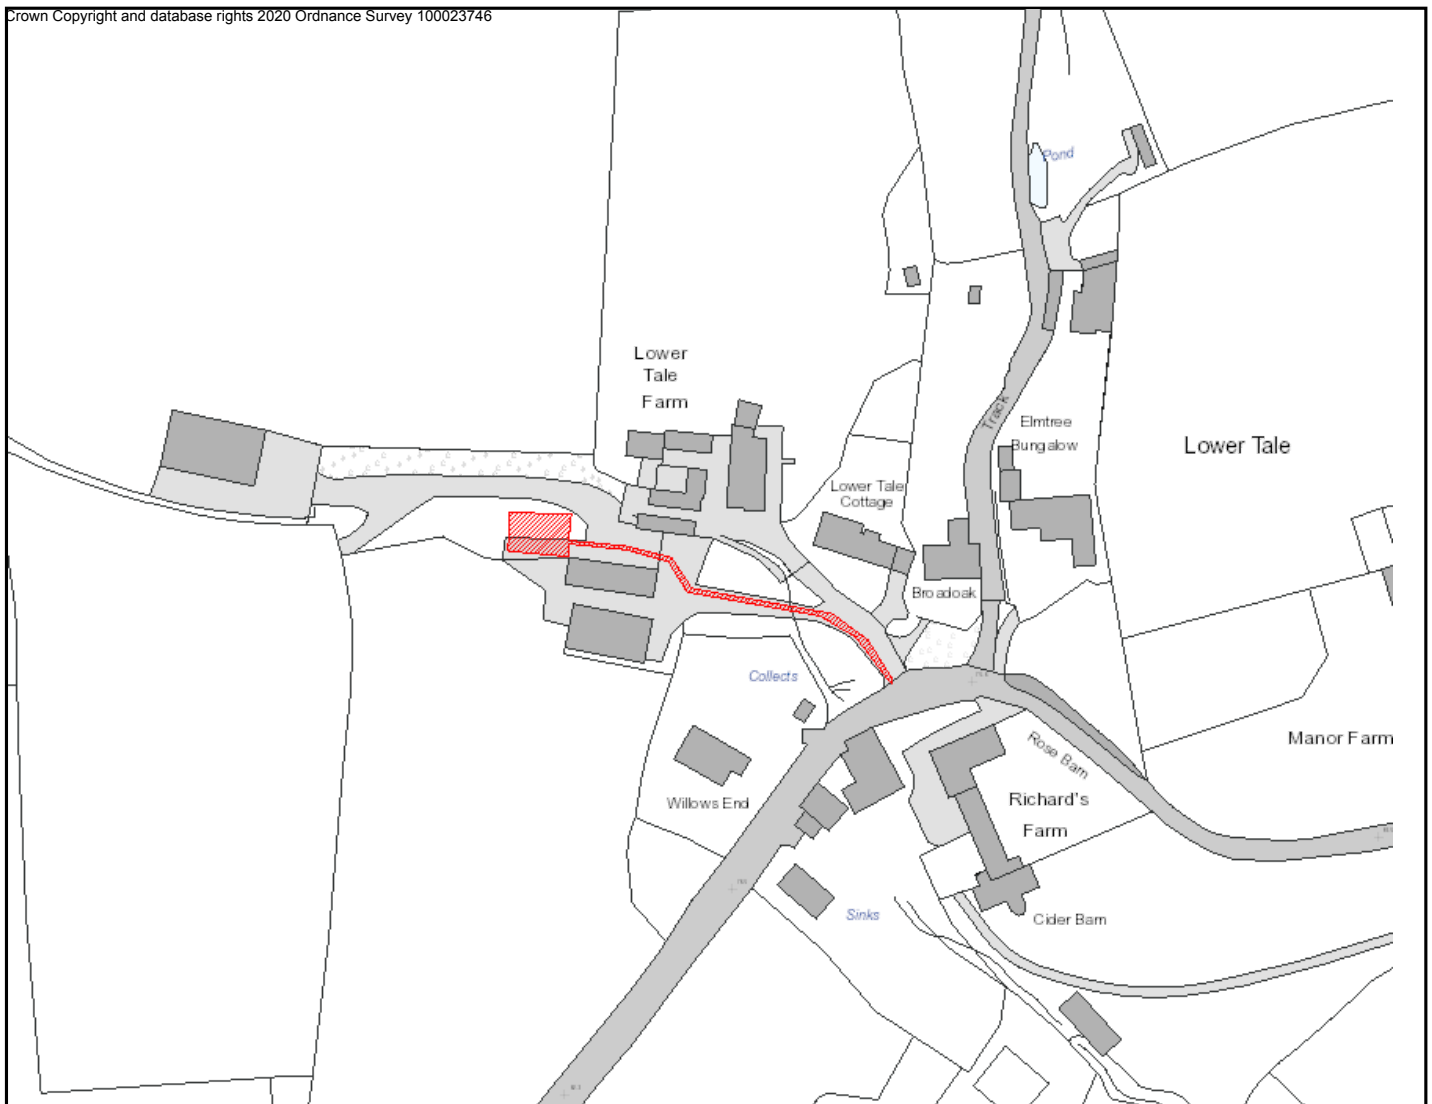 Crown Copyright and database rights 2020 Ordnance Survey 100023746
Pond
Lower
Tale
Farm
Track
Elmtree
Bungalow
Lower Tale
Lower Tale
Cottage
Broadoak
Collects
Manor Farm
Rose Barn
Richard's
Farm
Willows End
Sinks
Cider Barn